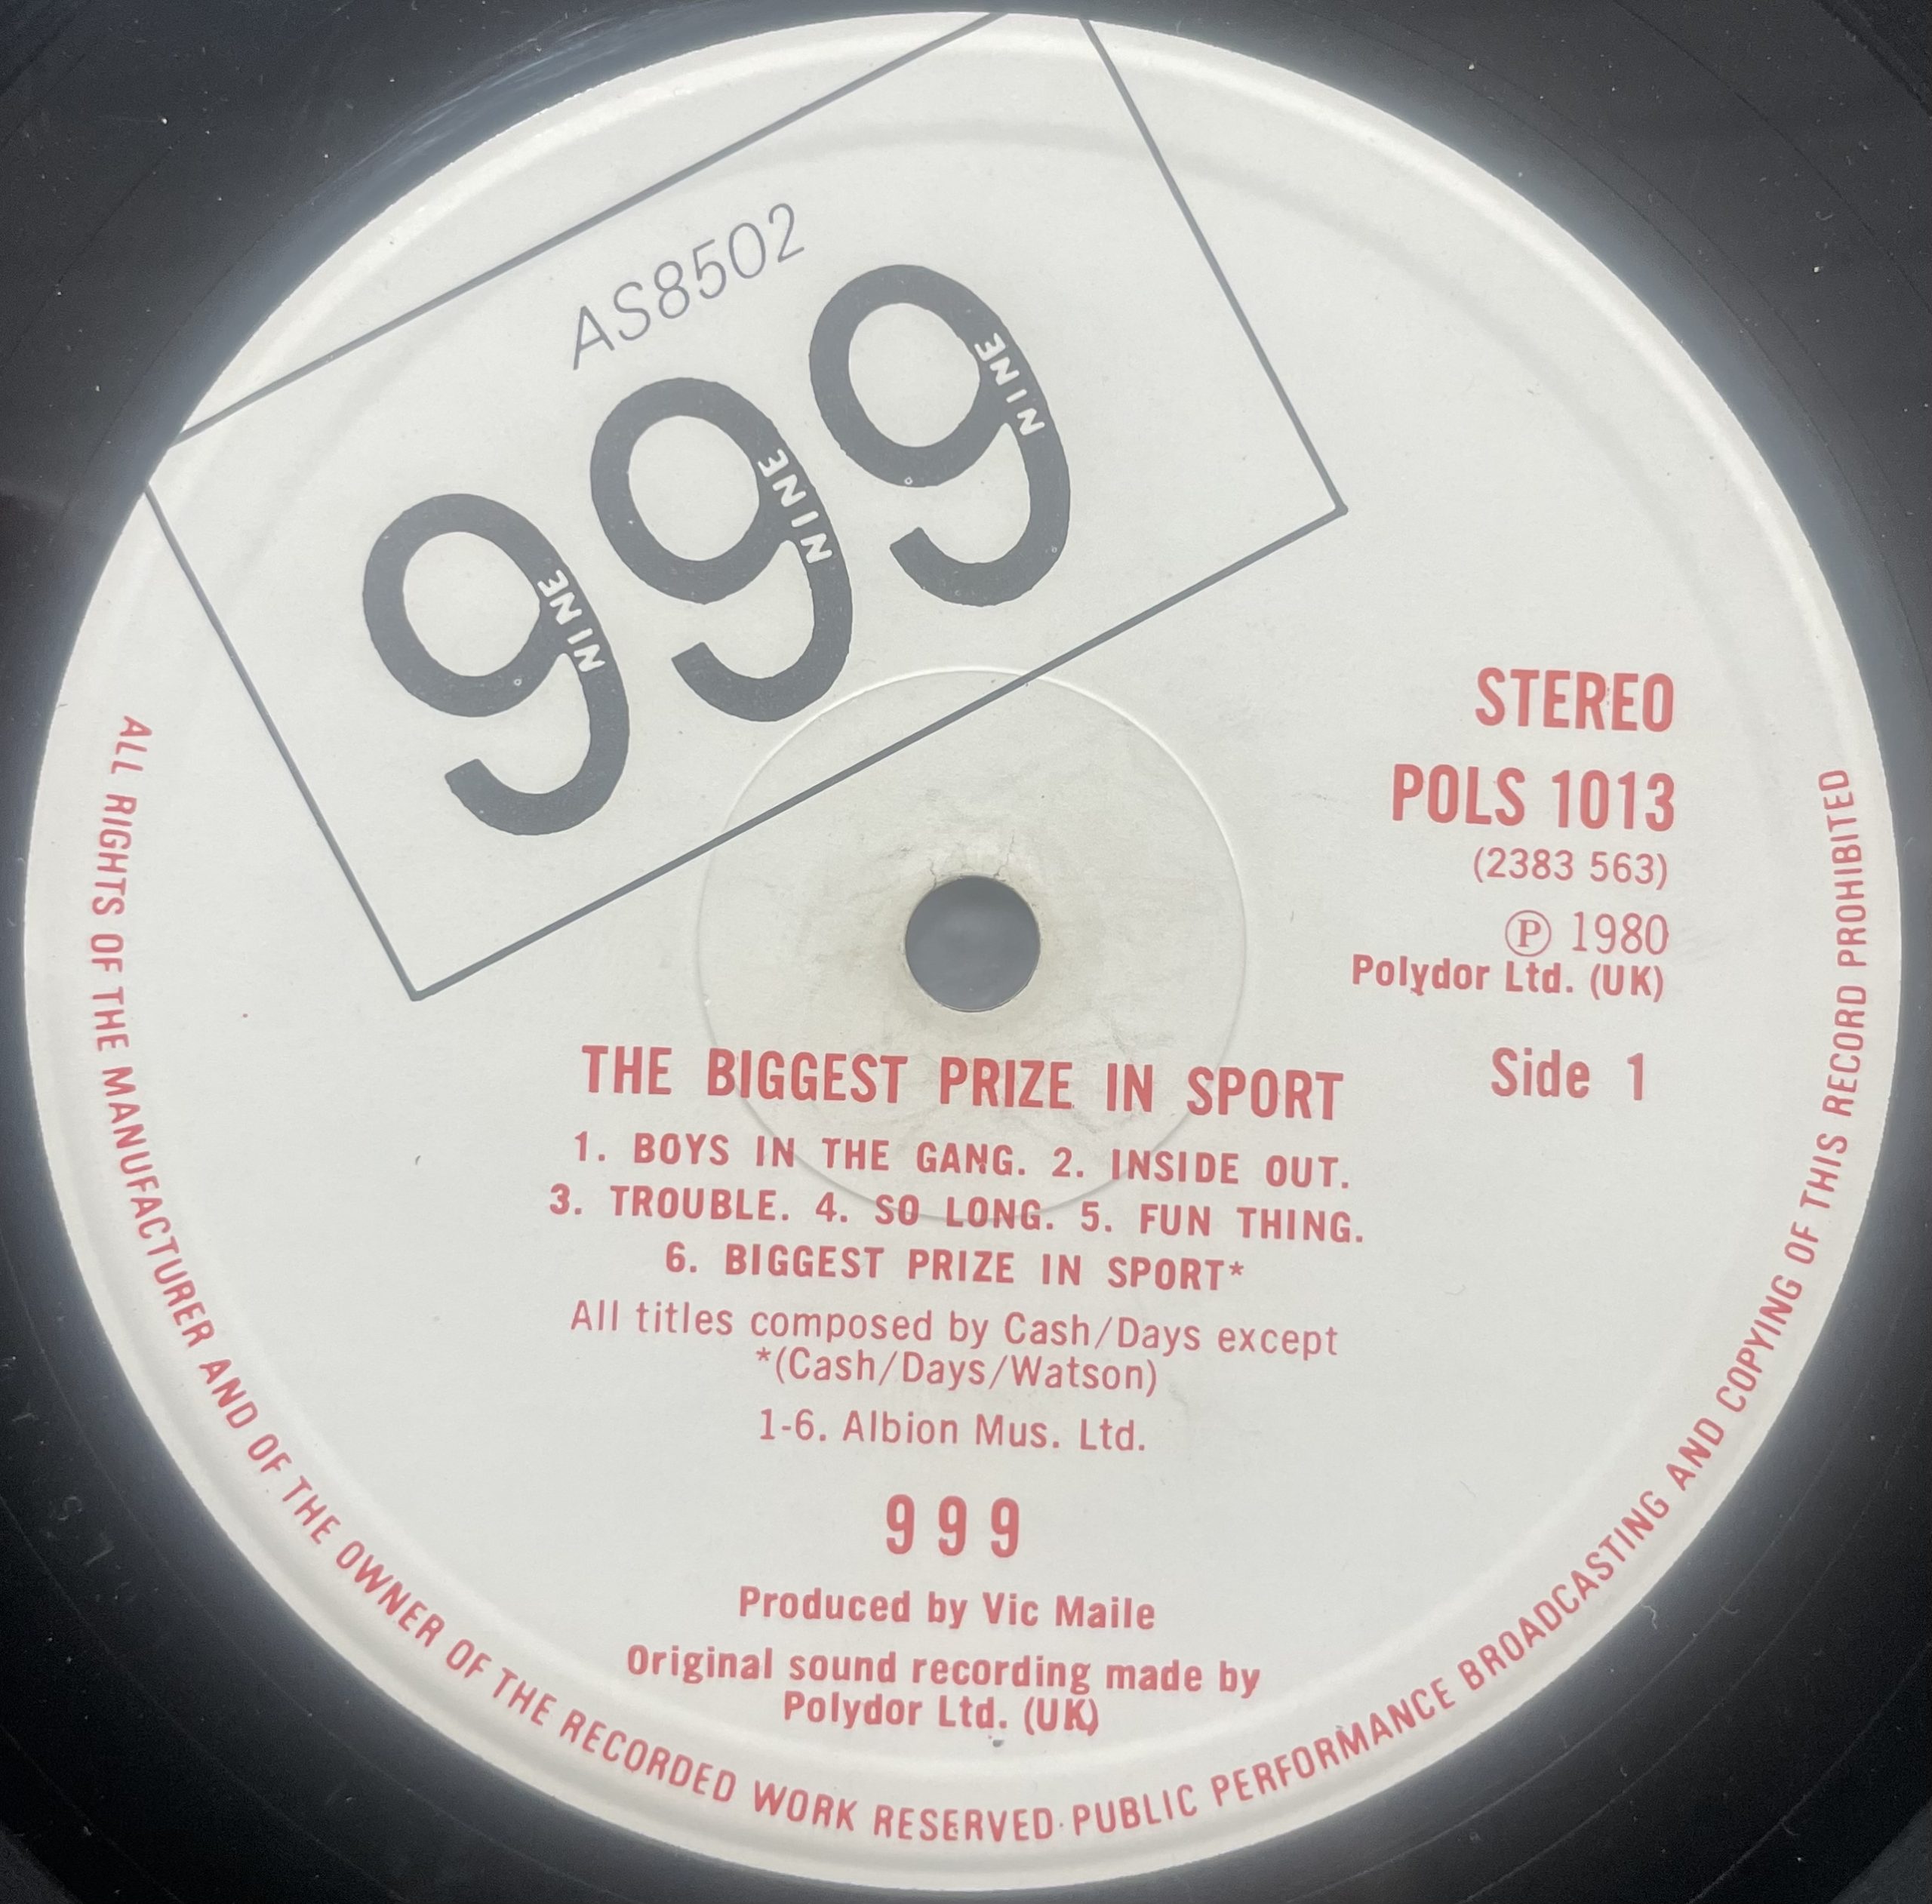 AS8502
999
NINE
NINE
NINE
STEREO
POLS 1013
(2383 563)
Ⓟ 1980
Polydor Ltd. (UK)
Side 1
THE BIGGEST PRIZE IN SPORT
1. BOYS IN THE GANG. 2. INSIDE OUT.
3. TROUBLE. 4. SO LONG. 5. FUN THING.
6. BIGGEST PRIZE IN SPORT*
All titles composed by Cash/Days except
*(Cash/Days/Watson)
1-6. Albion Mus. Ltd.
999
Produced by Vic Maile
Original sound recording made by
Polydor Ltd. (UK)
ALL RIGHTS OF THE MANUFACTURER AND OF THE OWNER OF THE RECORDED WORK RESERVED· PUBLIC PERFORMANCE BROADCASTING AND COPYING OF THIS RECORD PROHIBITED